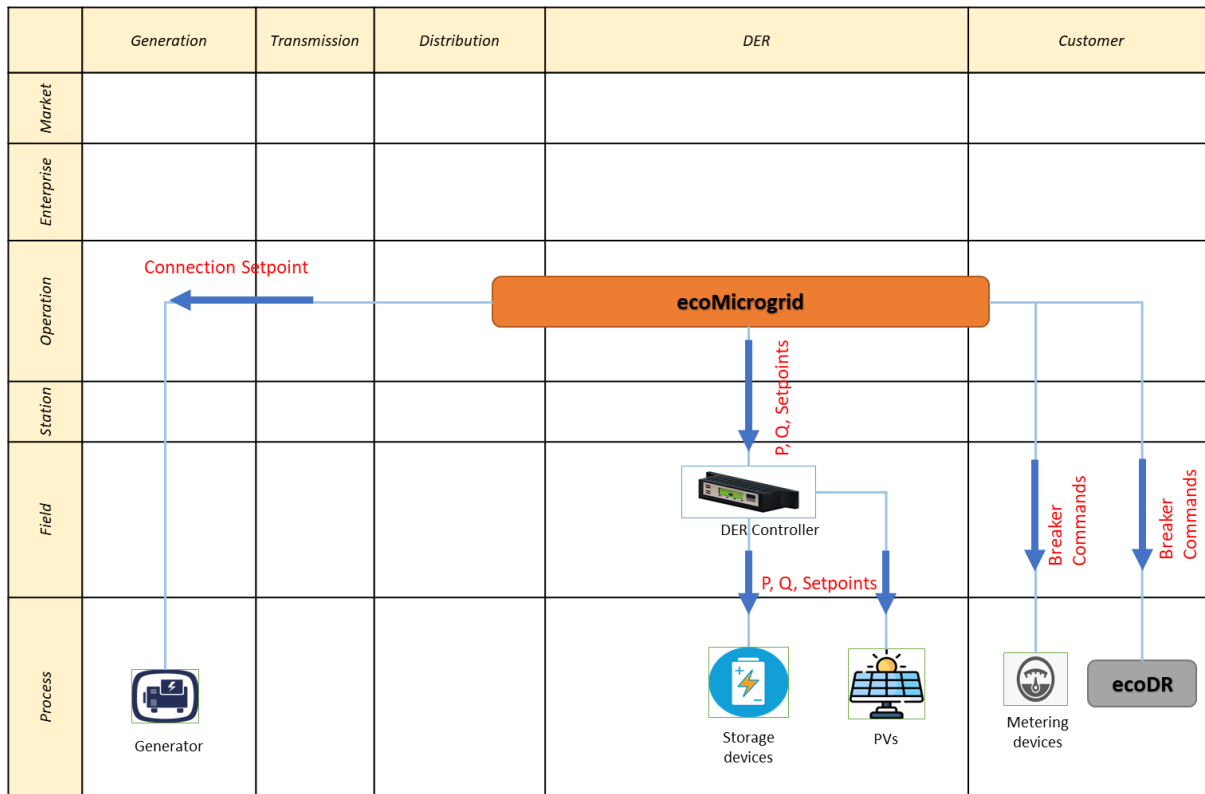 Generation
Transmission
Distribution
DER
Customer
Market
Enterprise
Operation
Connection Setpoint
ecoMicrogrid
P, Q, Setpoints
Station
Field
DER Controller
Breaker
Commands
Breaker
Commands
P, Q, Setpoints
Process
Generator
Storage
devices
PVs
Metering
devices
ecoDR